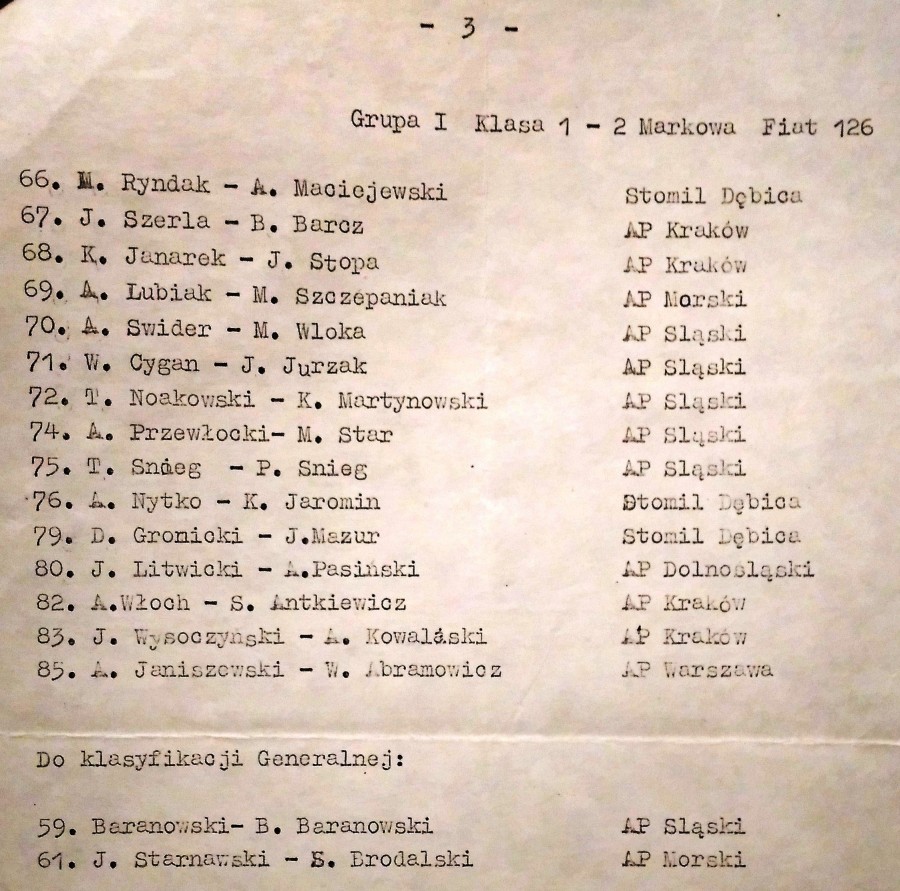 - 3 -
Grupa I Klasa 1 - 2 Markowa Fiat 126
66. M. Ryndak - A. Maciejewski Stomil Dębica
67. J. Szerla - B. Barcz AP Kraków
68. K. Janarek - J. Stopa AP Kraków
69. A. Lubiak - M. Szczepaniak AP Morski
70. A. Swider - M. Wloka AP Sląski
71. W. Cygan - J. Jurzak AP Sląski
72. T. Noakowski - K. Martynowski AP Sląski
74. A. Przewłocki- M. Star AP Sląski
75. T. Snieg - P. Snieg AP Sląski
76. A. Nytko - K. Jaromin Stomil Dębica
79. D. Gronicki - J.Mazur Stomil Dębica
80. J. Litwicki - A.Pasiński AP Dolnosląski
82. A.Włoch - S. Antkiewicz AP Kraków
83. J. Wysoczyński - A. Kowalski AP Kraków
85. A. Janiszewski - W. Abramowicz AP Warszawa
Do klasyfikacji Generalnej:
59. Baranowski- B. Baranowski AP Sląski
61. J. Starnawski - S. Brodalski AP Morski